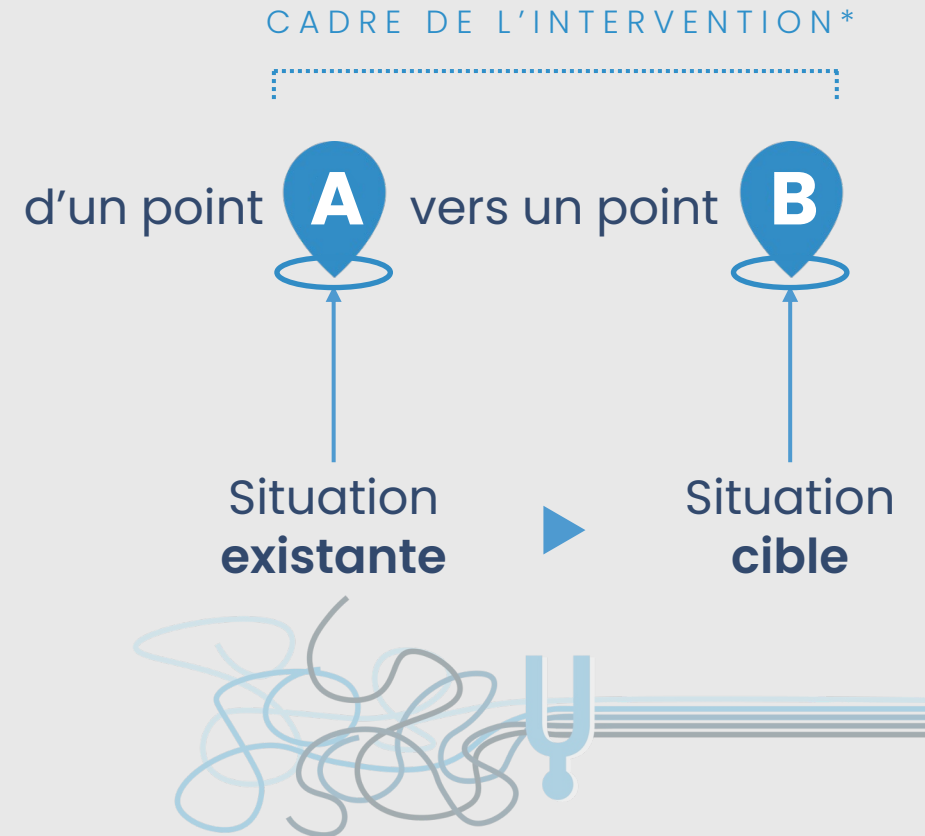 CADRE DE L'INTERVENTION*
d'un point A vers un point B
Situation existante
Situation cible